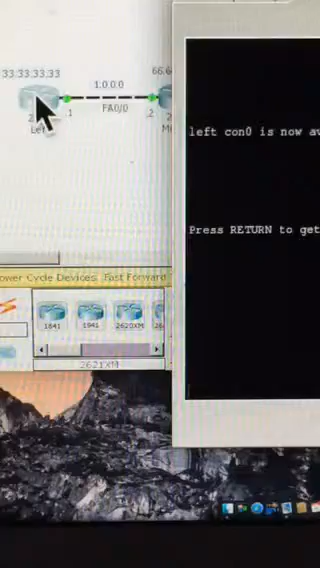 33.33.33.33
66.6
1.0.0.0
FA0/0
.1
.2
left con0 is now av
Press RETURN to get
ower Cycle Devices Fast Forward T
1841
1941
2620XM
2621XM